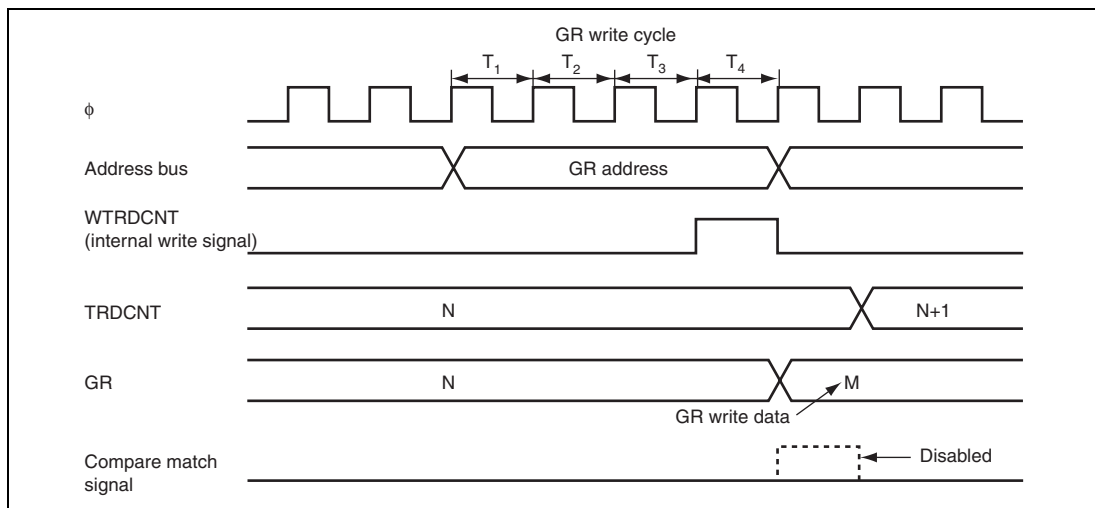 GR write cycle
T1 T2 T3 T4
ϕ
Address bus
GR address
WTRDCNT
(internal write signal)
TRDCNT
N
N+1
GR
N
M
GR write data
Compare match
signal
Disabled